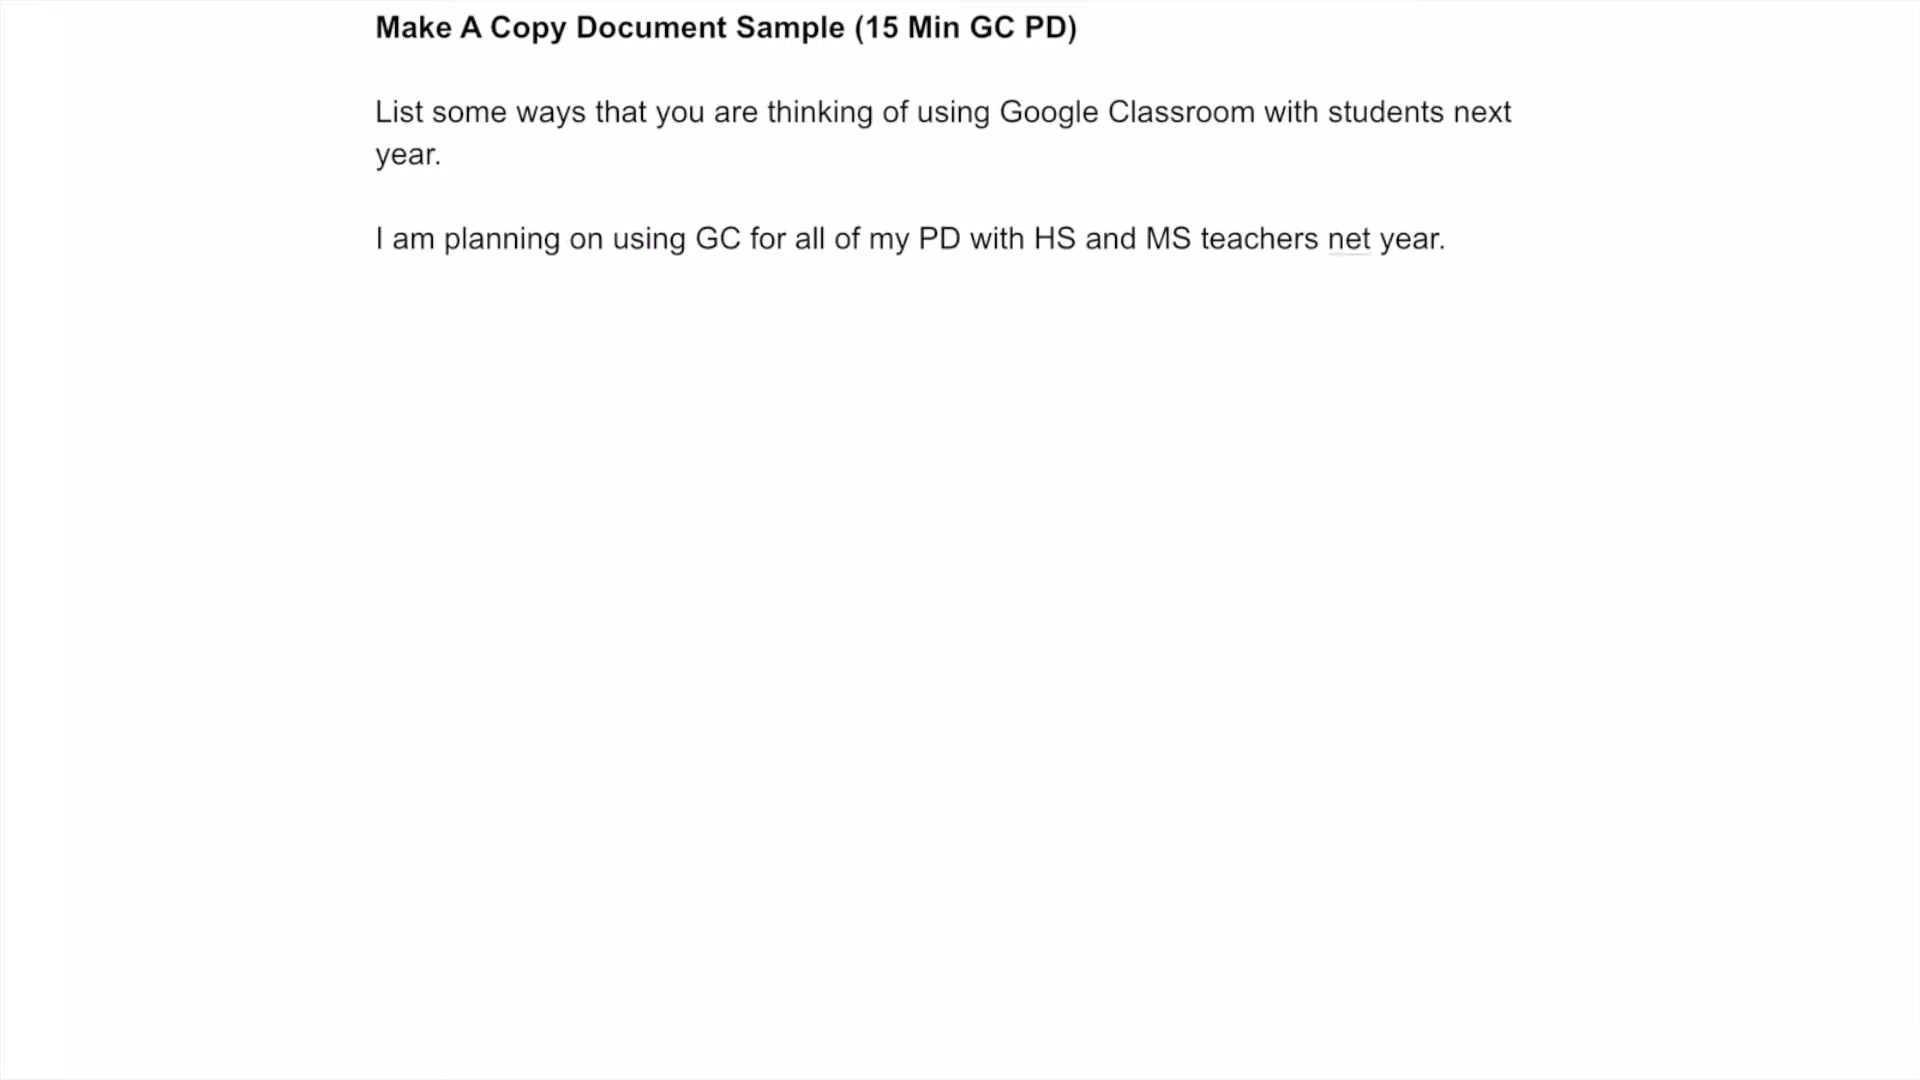 Make A Copy Document Sample (15 Min GC PD)
List some ways that you are thinking of using Google Classroom with students next
year.
I am planning on using GC for all of my PD with HS and MS teachers net year.